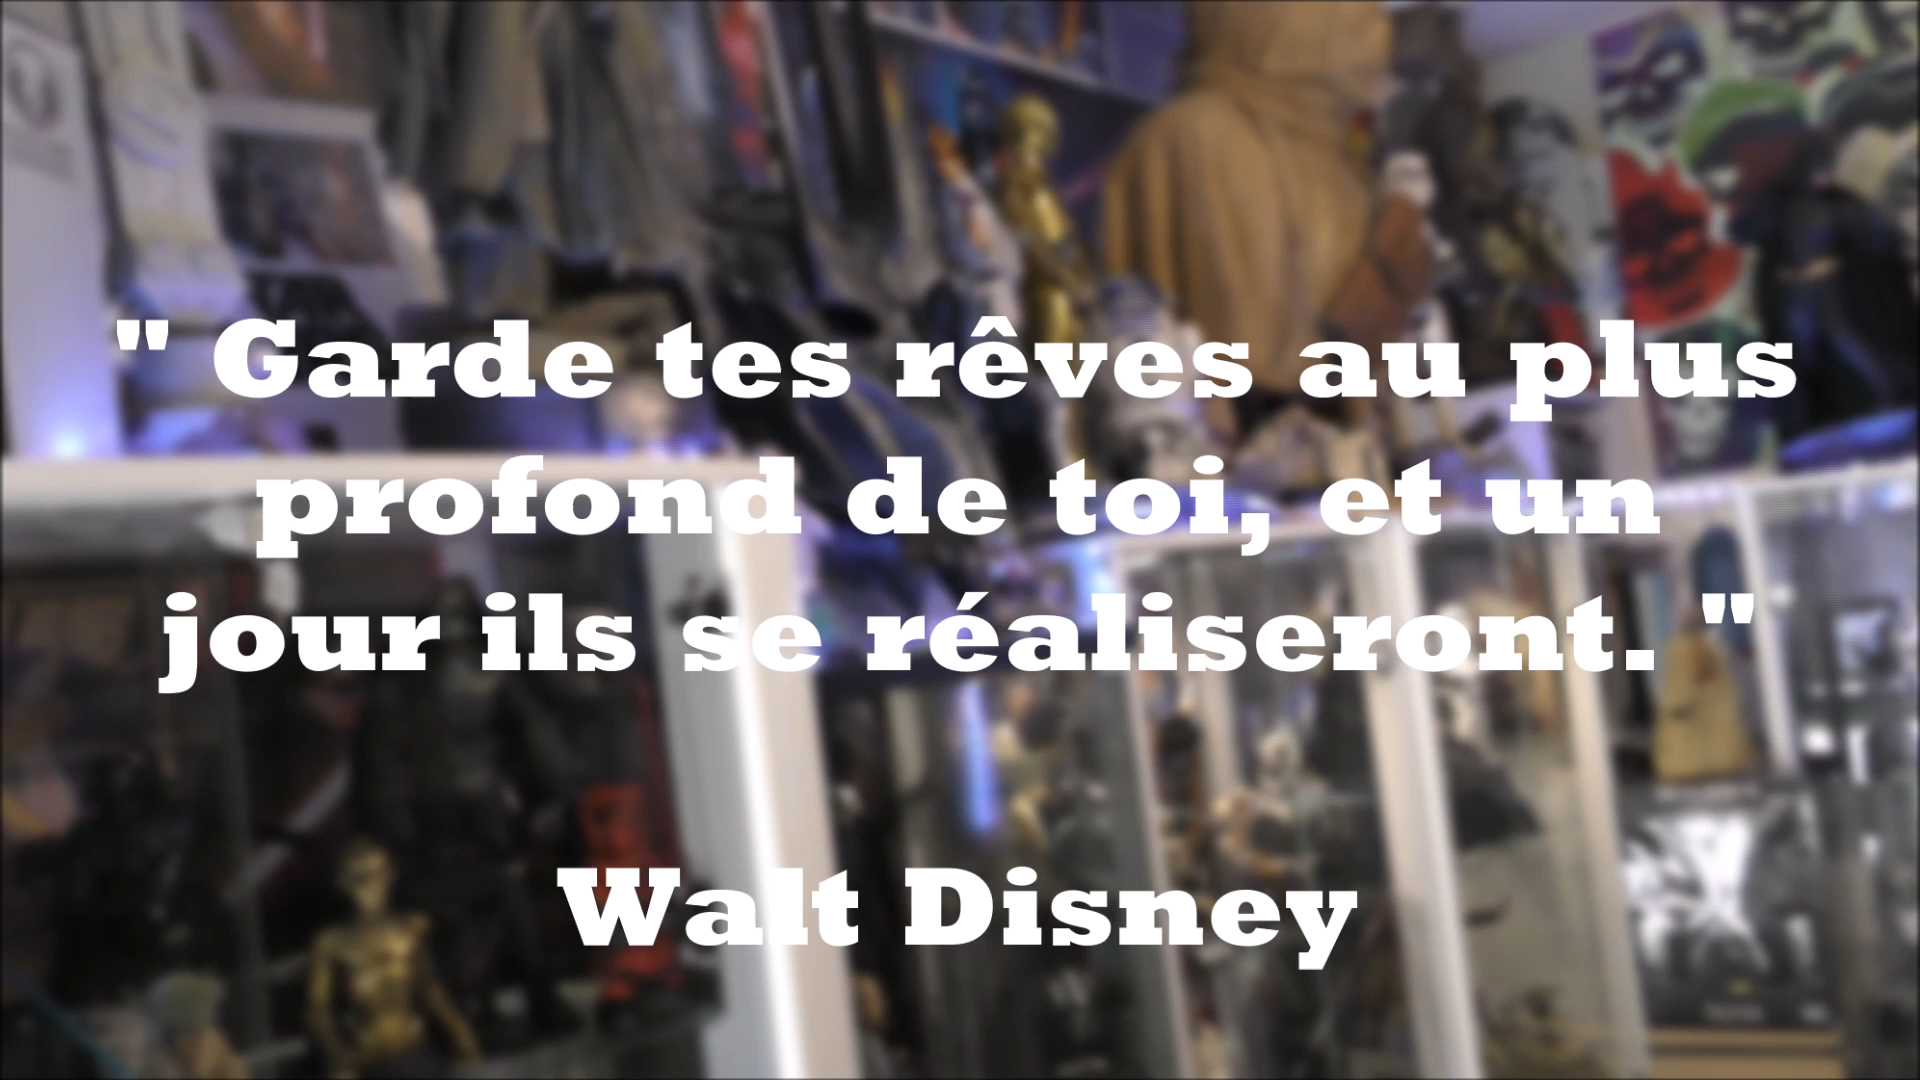 " Garde tes rêves au plus
profond de toi, et un
jour ils se réaliseront. "
Walt Disney